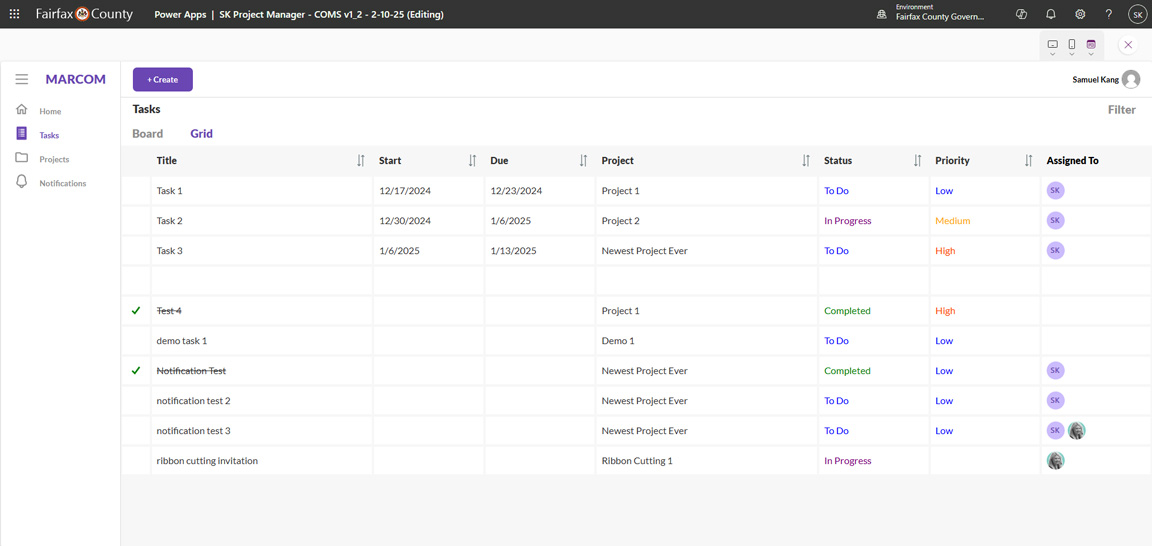 Fairfax County Power Apps | SK Project Manager - COMS v1_2 - 2-10-25 (Editing) Environment
Fairfax County Govern... ? SK
MARCOM + Create Samuel Kang
Home
Tasks
Projects
Notifications
Tasks Filter
Board Grid
Title Start Due Project Status Priority Assigned To
Task 1 12/17/2024 12/23/2024 Project 1 To Do Low SK
Task 2 12/30/2024 1/6/2025 Project 2 In Progress Medium SK
Task 3 1/6/2025 1/13/2025 Newest Project Ever To Do High SK
Test 4 Project 1 Completed High
demo task 1 Demo 1 To Do Low
Notification Test Newest Project Ever Completed Low SK
notification test 2 Newest Project Ever To Do Low SK
notification test 3 Newest Project Ever To Do Low SK
ribbon cutting invitation Ribbon Cutting 1 In Progress